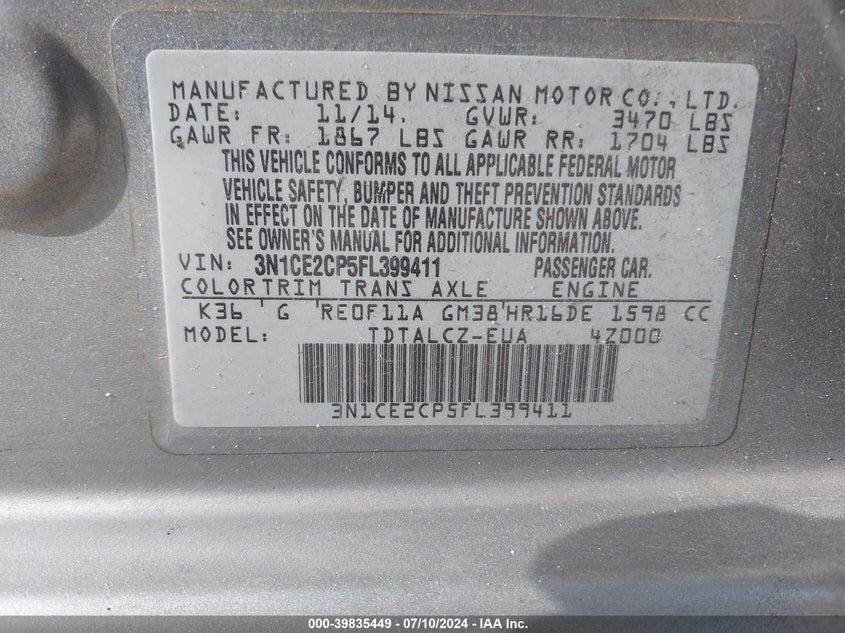 MANUFACTURED BY NISSAN MOTOR CO., LTD.
DATE: 11/14. GVWR: 3470 LBS
GAWR FR: 1867 LBS GAWR RR: 1704 LBS
THIS VEHICLE CONFORMS TO ALL APPLICABLE FEDERAL MOTOR
VEHICLE SAFETY, BUMPER AND THEFT PREVENTION STANDARDS
IN EFFECT ON THE DATE OF MANUFACTURE SHOWN ABOVE.
SEE OWNER'S MANUAL FOR ADDITIONAL INFORMATION.
VIN: 3N1CE2CP5FL399411 PASSENGER CAR.
COLORTRIM TRANS AXLE ENGINE
K36 G RE0F11A GM38 HR16DE 1598 CC
MODEL: TDTALCZ-EUA 4Z000
3N1CE2CP5FL399411
000-39835449 - 07/10/2024 - IAA Inc.